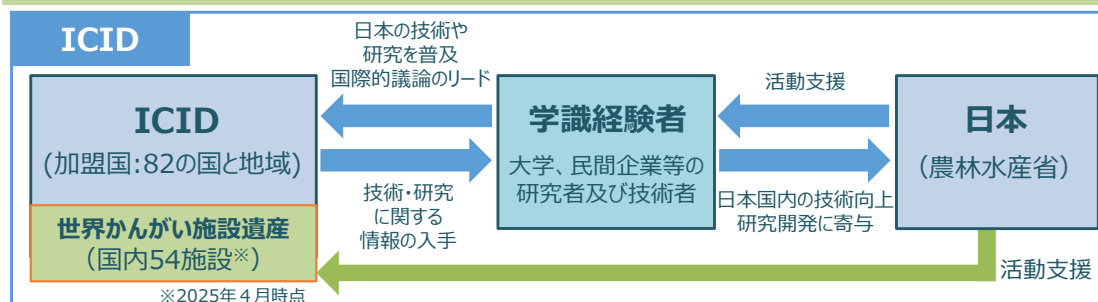 ICID
日本の技術や
研究を普及
国際的議論のリード
活動支援
ICID
(加盟国:82の国と地域)
学識経験者
大学、民間企業等の
研究者及び技術者
日本
（農林水産省）
技術・研究
に関する
情報の入手
日本国内の技術向上
研究開発に寄与
世界かんがい施設遺産
（国内54施設※）
活動支援
※2025年４月時点